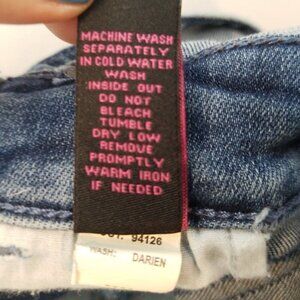 MACHINE WASH
SEPARATELY
IN COLD WATER
WASH
INSIDE OUT
DO NOT
BLEACH
TUMBLE
DRY LOW
REMOVE
PROMPTLY
WARM IRON
IF NEEDED
94126
WASH: DARIEN